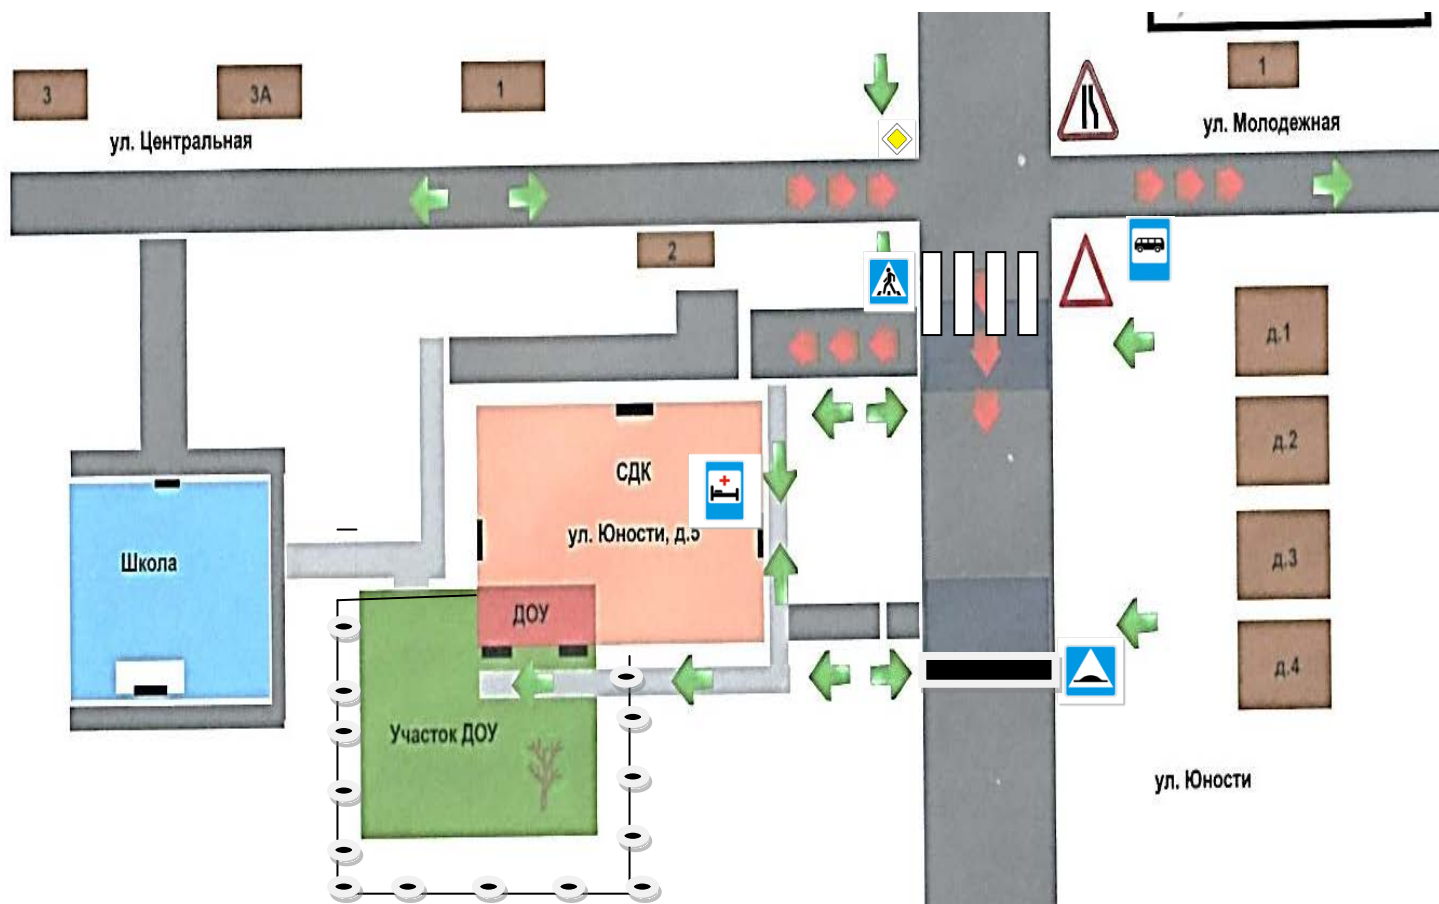 1
3
3А
1
ул. Молодежная
ул. Центральная
2
д.1
СДК
д.2
ул. Юности, д.5
Школа
д.3
ДОУ
д.4
Участок ДОУ
ул. Юности